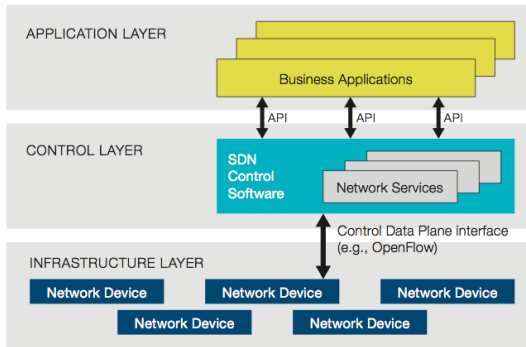 APPLICATION LAYER
Business Applications
API API API
CONTROL LAYER
SDN
Control
Software
Network Services
Control Data Plane interface
(e.g., OpenFlow)
INFRASTRUCTURE LAYER
Network Device Network Device Network Device
Network Device Network Device